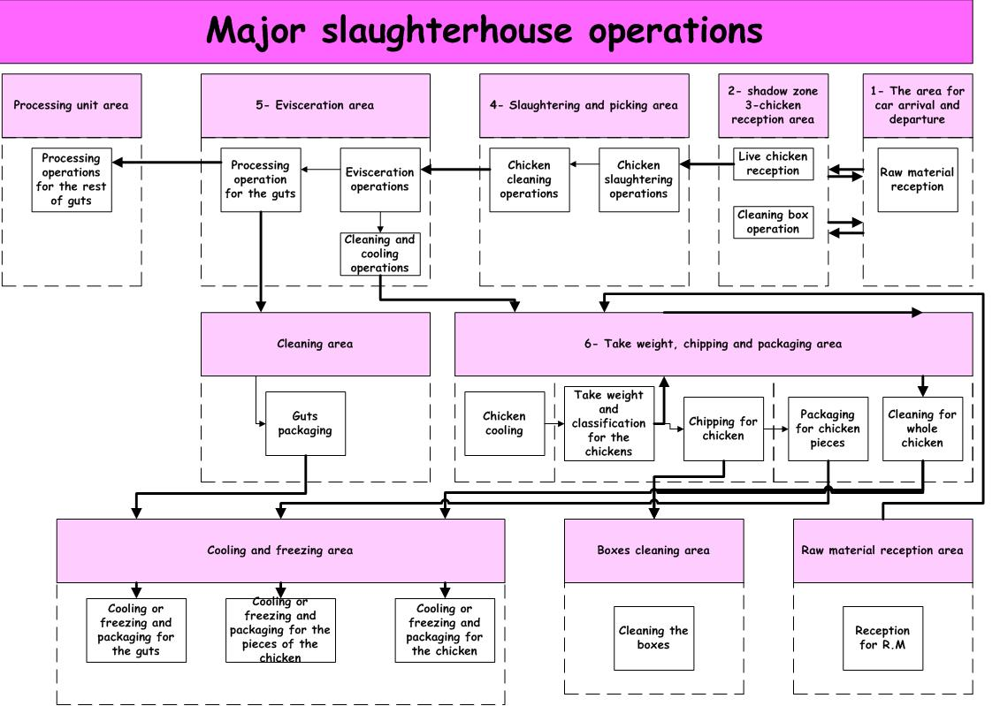 Major slaughterhouse operations
Processing unit area
5- Evisceration area
4- Slaughtering and picking area
2- shadow zone
3-chicken
reception area
1- The area for
car arrival and
departure
Processing
operations
for the rest
of guts
Processing
operation
for the guts
Evisceration
operations
Chicken
cleaning
operations
Chicken
slaughtering
operations
Live chicken
reception
Raw material
reception
Cleaning box
operation
Cleaning and
cooling
operations
Cleaning area
6- Take weight, chipping and packaging area
Guts
packaging
Chicken
cooling
Take weight
and
classification
for the
chickens
Chipping for
chicken
Packaging
for chicken
pieces
Cleaning for
whole
chicken
Cooling and freezing area
Boxes cleaning area
Raw material reception area
Cooling or
freezing and
packaging for
the guts
Cooling or
freezing and
packaging for the
pieces of the
chicken
Cooling or
freezing and
packaging for
the chicken
Cleaning the
boxes
Reception
for R.M